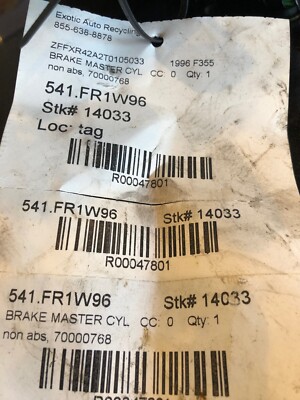 Exotic Auto Recycling
855-638-8878
ZFFXR42A2T0105033 1996 F355
BRAKE MASTER CYL CC: 0 Qty: 1
non abs, 70000768
541.FR1W96
Stk# 14033
Loc: tag
R00047801
541.FR1W96 Stk# 14033
R00047801
541.FR1W96 Stk# 14033
BRAKE MASTER CYL CC: 0 Qty: 1
non abs, 70000768
R00047801